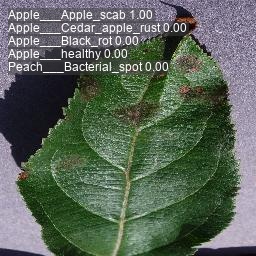 Apple___Apple_scab 1.00
Apple___Cedar_apple_rust 0.00
Apple___Black_rot 0.00
Apple___healthy 0.00
Peach___Bacterial_spot 0.00